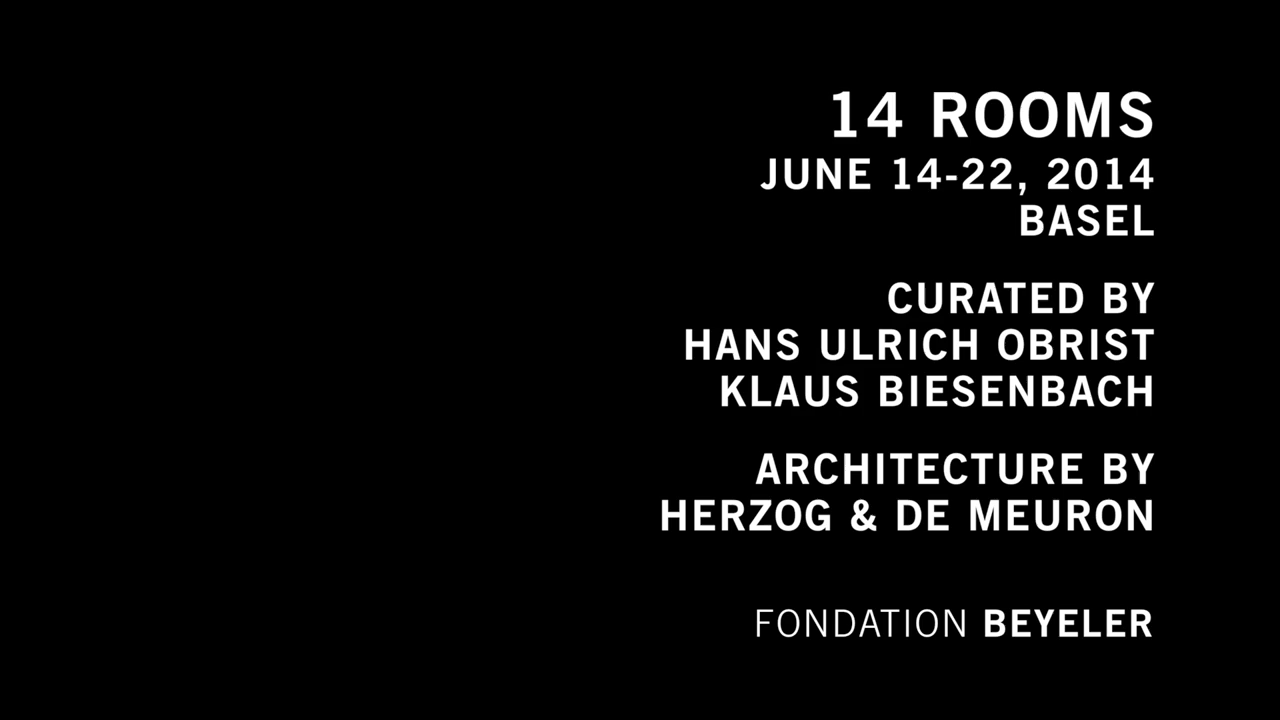 14 ROOMS
JUNE 14-22, 2014
BASEL
CURATED BY
HANS ULRICH OBRIST
KLAUS BIESENBACH
ARCHITECTURE BY
HERZOG & DE MEURON
FONDATION BEYELER